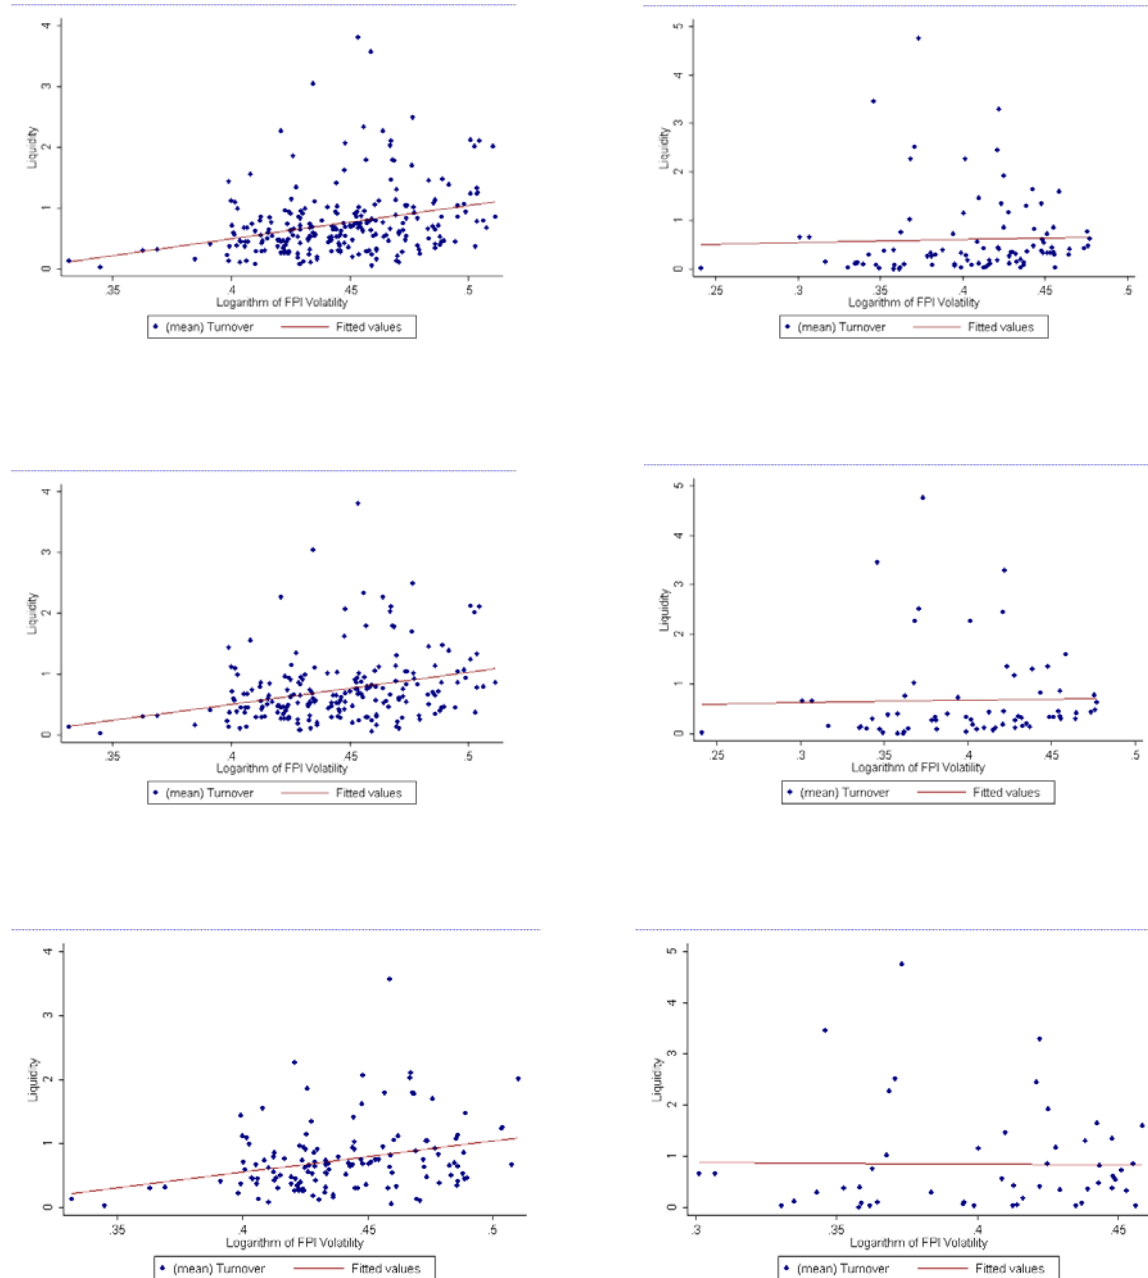 4
3
2
1
0
Liquidity
.35
.4
.45
.5
Logarithm of FPI Volatility
(mean) Turnover
Fitted values
5
4
3
2
1
0
Liquidity
.25
.3
.35
.4
.45
.5
Logarithm of FPI Volatility
(mean) Turnover
Fitted values
4
3
2
1
0
Liquidity
.35
.4
.45
.5
Logarithm of FPI Volatility
(mean) Turnover
Fitted values
5
4
3
2
1
0
Liquidity
.25
.3
.35
.4
.45
.5
Logarithm of FPI Volatility
(mean) Turnover
Fitted values
4
3
2
1
0
Liquidity
.35
.4
.45
.5
Logarithm of FPI Volatility
(mean) Turnover
Fitted values
5
4
3
2
1
0
Liquidity
.3
.35
.4
.45
Logarithm of FPI Volatility
(mean) Turnover
Fitted values